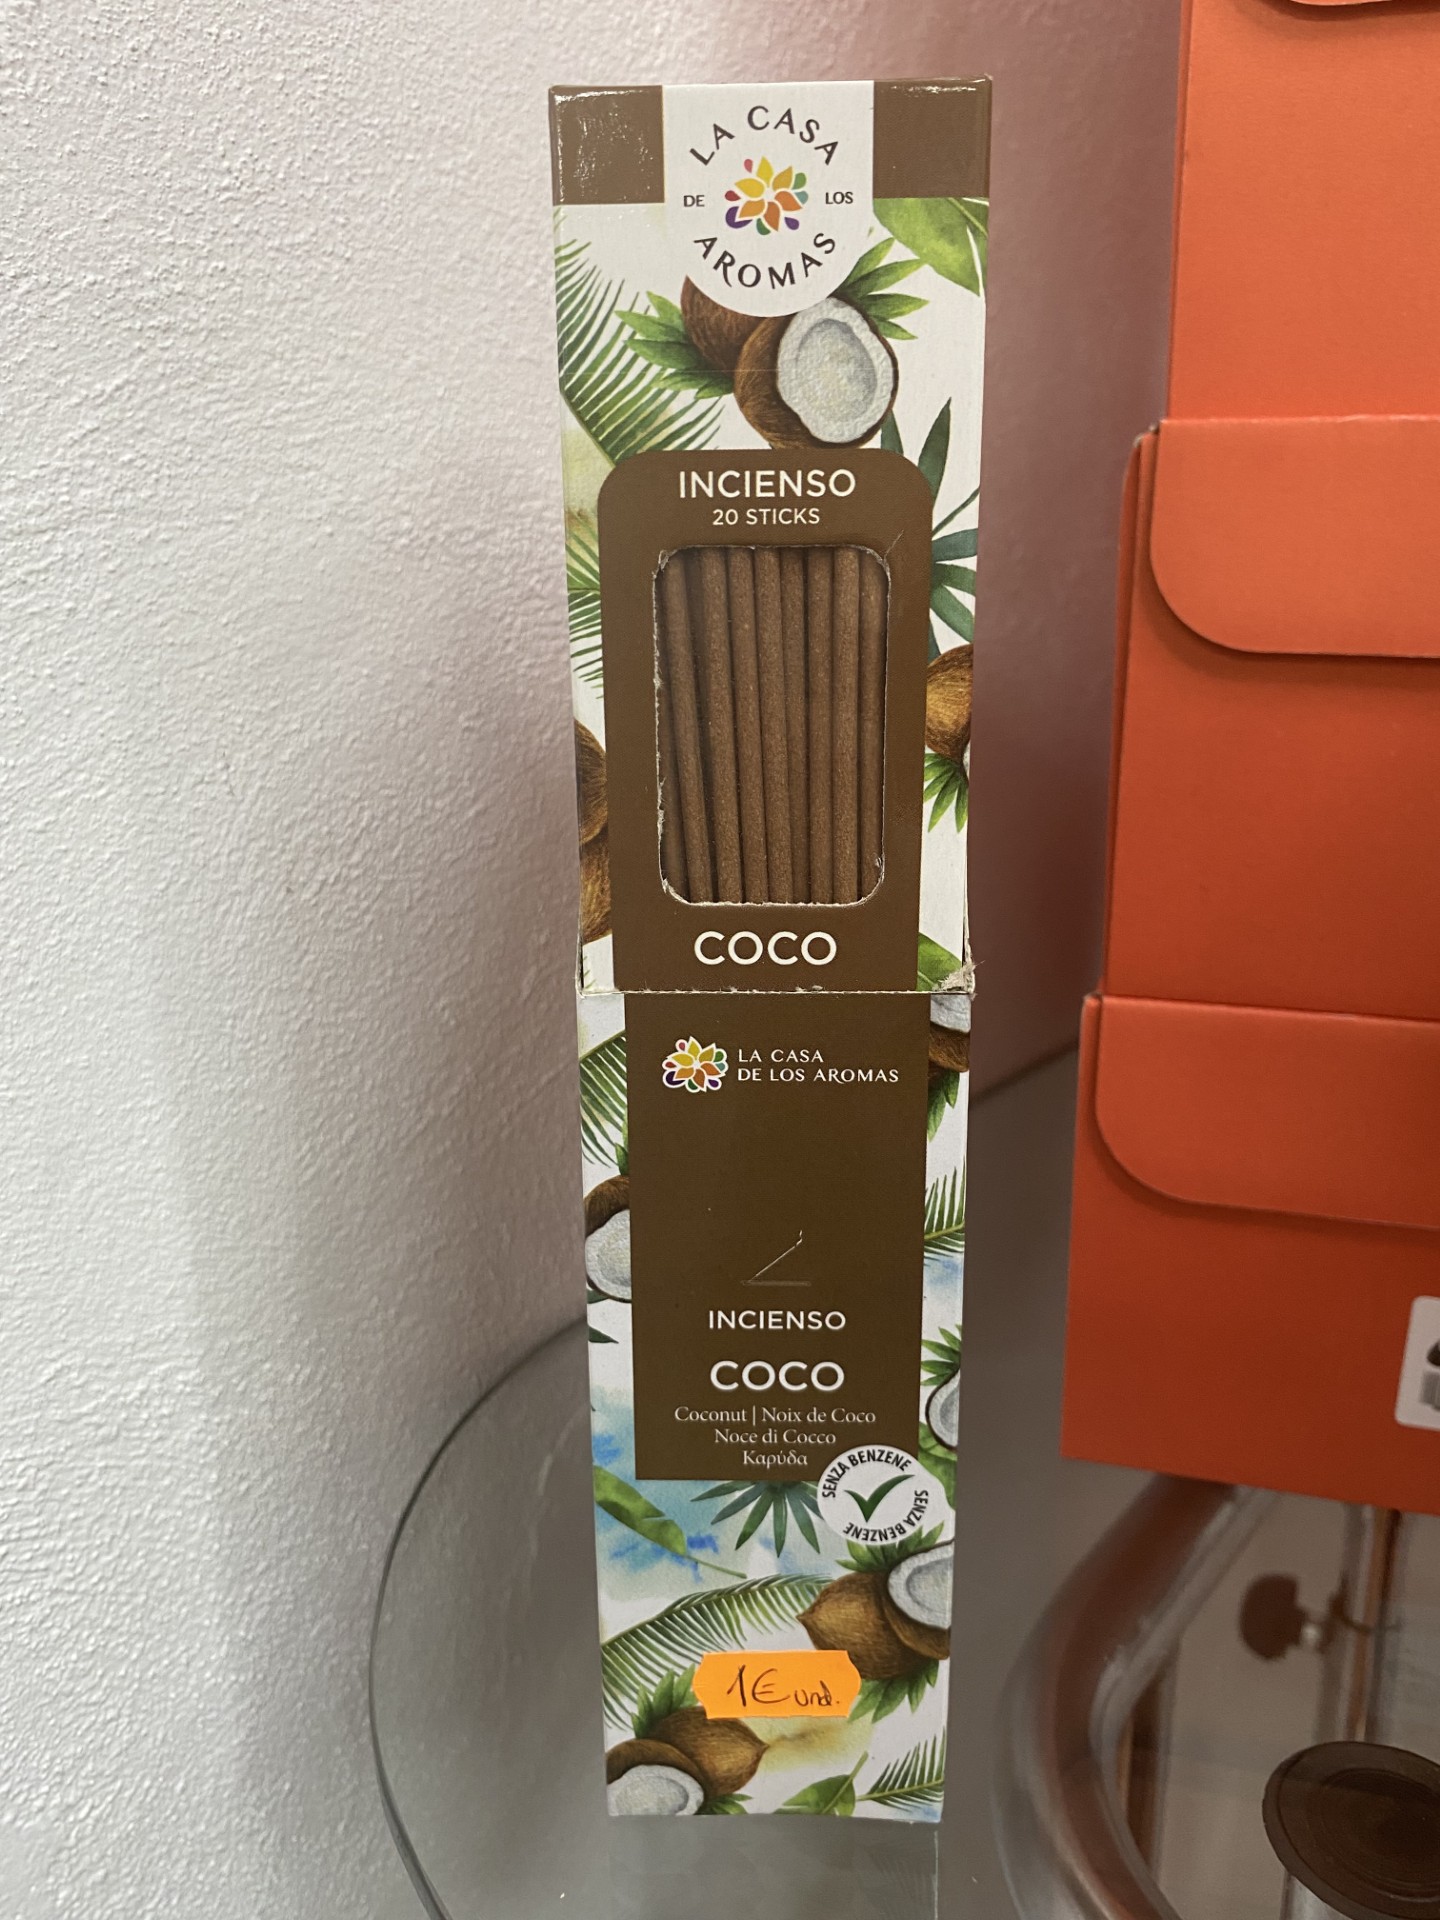 LA CASA
DE LOS
AROMAS
INCIENSO
20 STICKS
COCO
LA CASA
DE LOS AROMAS
INCIENSO
COCO
Coconut | Noix de Coco
Noce di Cocco
Καρύδα
SENZA BENZENE
SENZA BENZENE
1€ und.